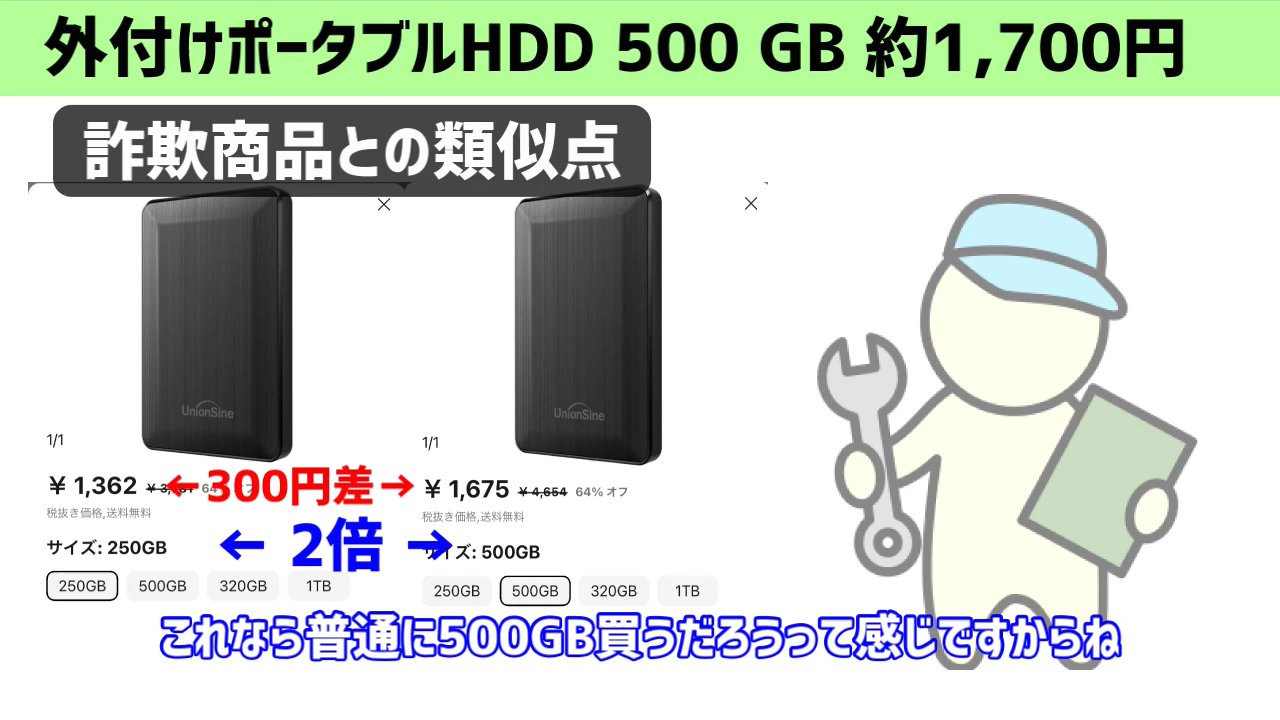 外付けポータブルHDD 500 GB 約1,700円
詐欺商品との類似点
UnionSine
UnionSine
1/1
1/1
¥ 1,362
←300円差→
¥ 1,675 ¥ 4,654 64% オフ
税抜き価格,送料無料
税抜き価格,送料無料
サイズ: 250GB
← 2倍 →
サイズ: 500GB
250GB 500GB 320GB 1TB
250GB 500GB 320GB 1TB
これなら普通に500GB買うだろうって感じですからね